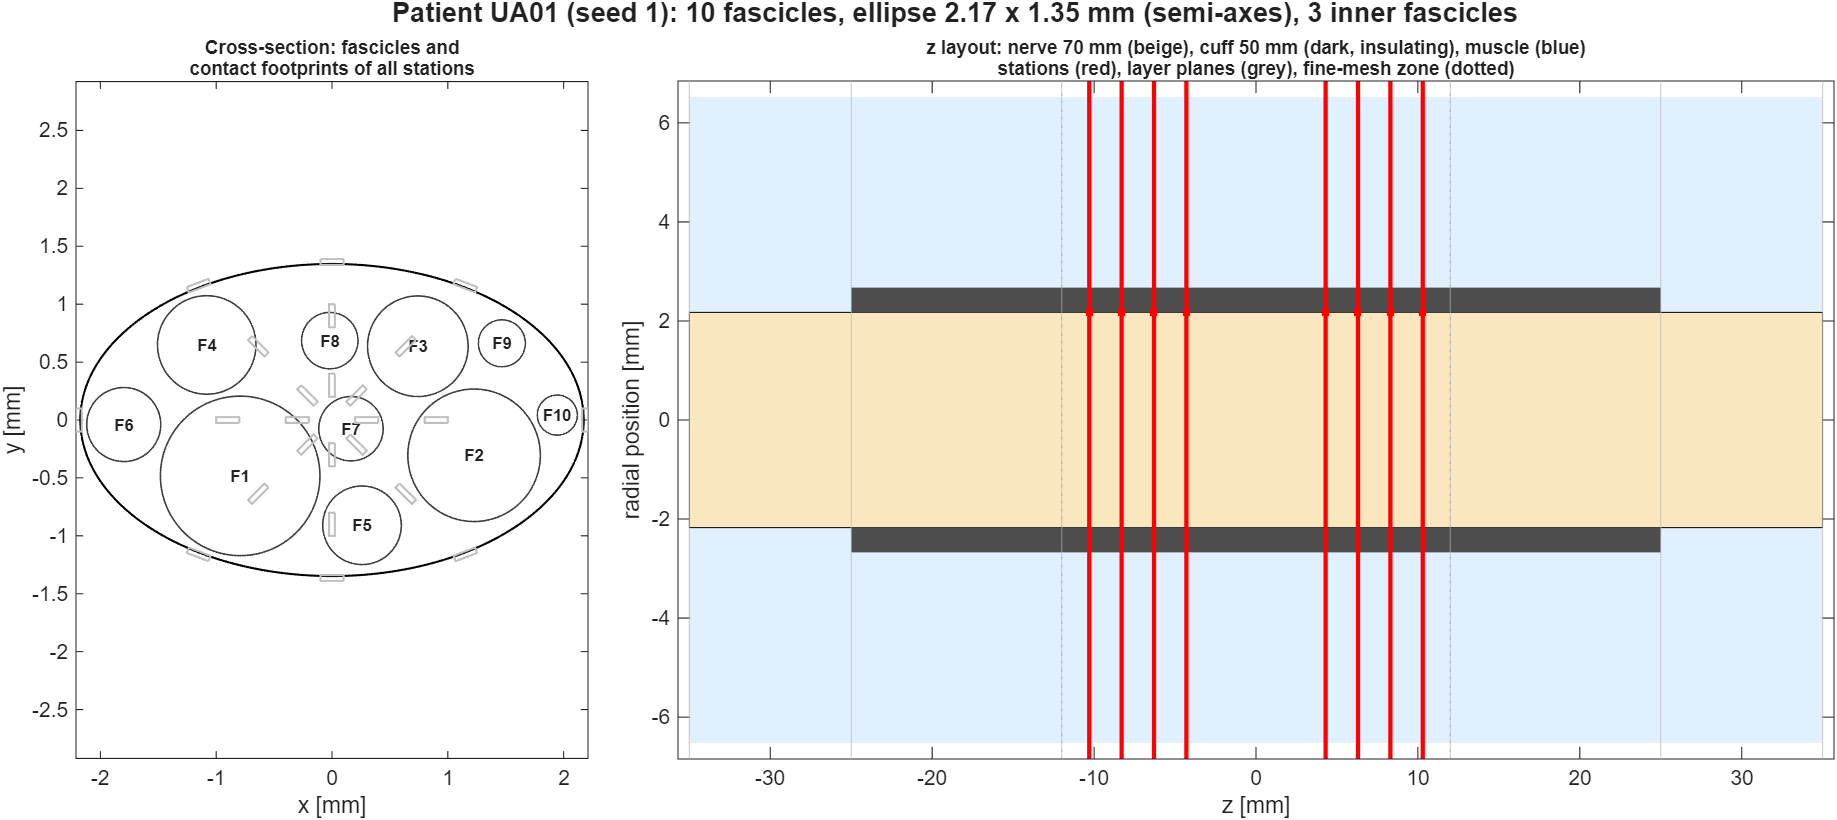 Patient UA01 (seed 1): 10 fascicles, ellipse 2.17 x 1.35 mm (semi-axes), 3 inner fascicles
Cross-section: fascicles and
contact footprints of all stations
2.5
2
1.5
1
0.5
0
-0.5
-1
-1.5
-2
-2.5
y [mm]
F4
F8
F3
F9
F6
F7
F10
F1
F2
F5
-2
-1
0
1
2
x [mm]
z layout: nerve 70 mm (beige), cuff 50 mm (dark, insulating), muscle (blue)
stations (red), layer planes (grey), fine-mesh zone (dotted)
6
4
2
0
-2
-4
-6
radial position [mm]
-30
-20
-10
0
10
20
30
z [mm]